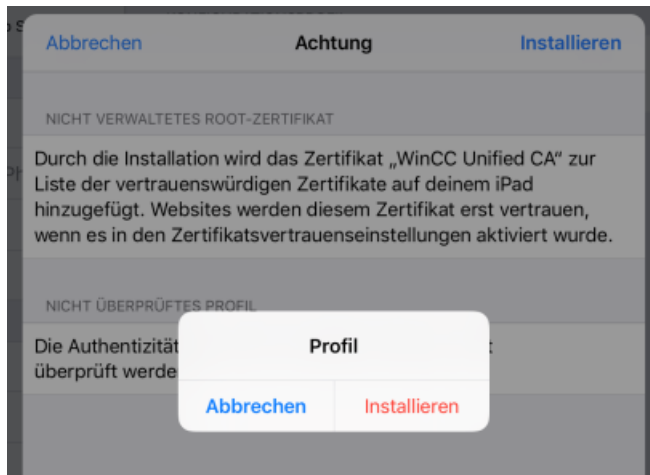 Abbrechen Achtung Installieren
NICHT VERWALTETES ROOT-ZERTIFIKAT
Durch die Installation wird das Zertifikat „WinCC Unified CA“ zur
Liste der vertrauenswürdigen Zertifikate auf deinem iPad
hinzugefügt. Websites werden diesem Zertifikat erst vertrauen,
wenn es in den Zertifikatsvertrauenseinstellungen aktiviert wurde.
NICHT ÜBERPRÜFTES PROFIL
Die Authentizität
überprüft
Profil
Abbrechen Installieren